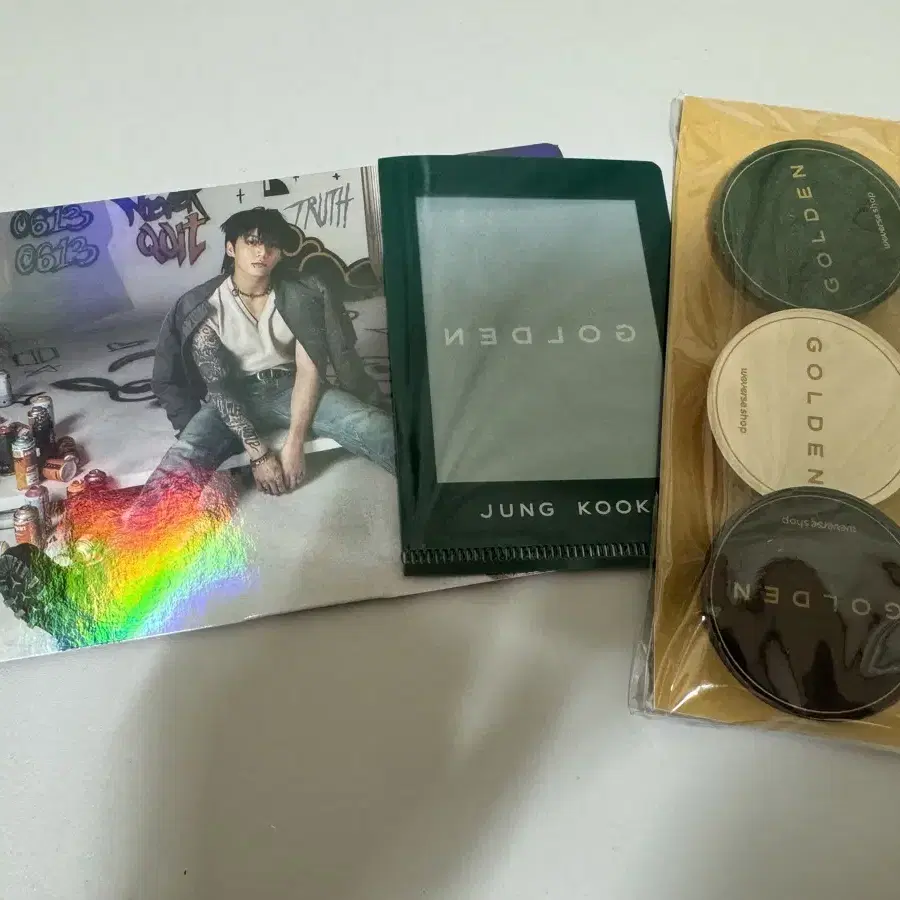 0613
0613
NEVER
QUIT
TRUTH
GOLDEN
JUNG KOOK
GOLDEN
weverse shop
GOLDEN
weverse shop
weverse shop
GOLDEN